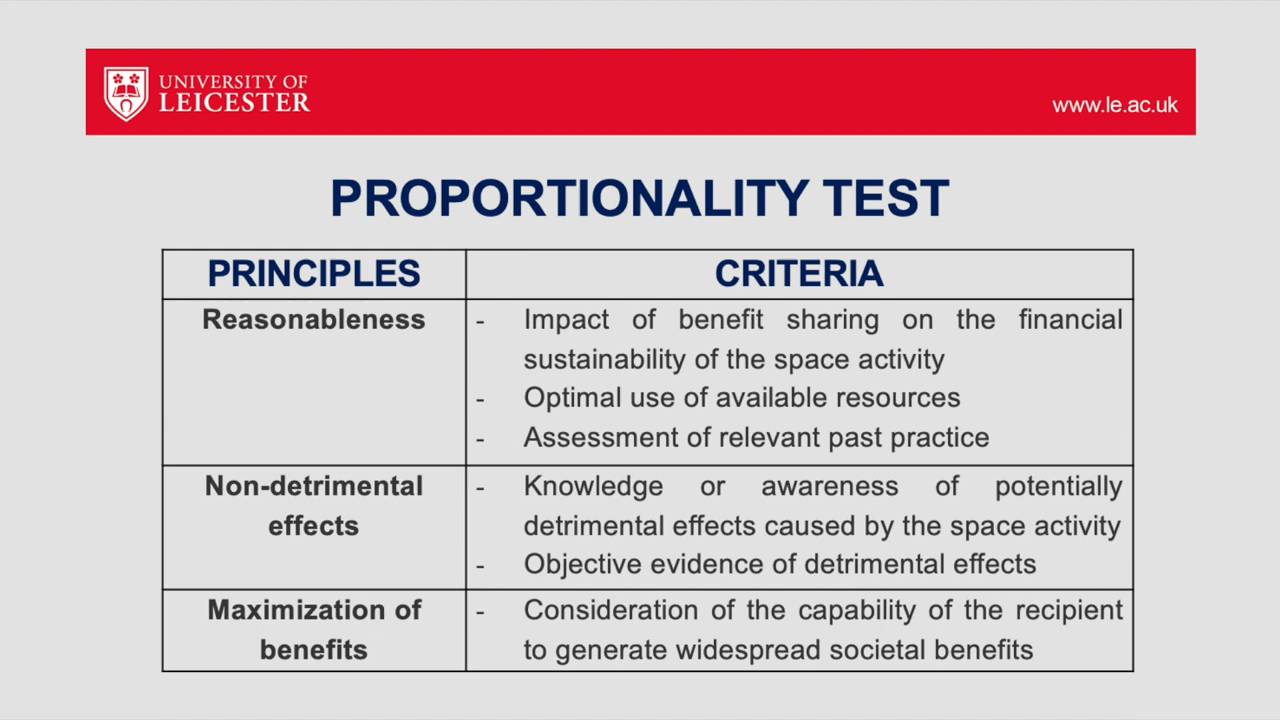 UNIVERSITY OF
LEICESTER
www.le.ac.uk
PROPORTIONALITY TEST
PRINCIPLES
CRITERIA
Reasonableness
- Impact of benefit sharing on the financial
sustainability of the space activity
- Optimal use of available resources
- Assessment of relevant past practice
Non-detrimental
effects
- Knowledge or awareness of potentially
detrimental effects caused by the space activity
- Objective evidence of detrimental effects
Maximization of
benefits
- Consideration of the capability of the recipient
to generate widespread societal benefits